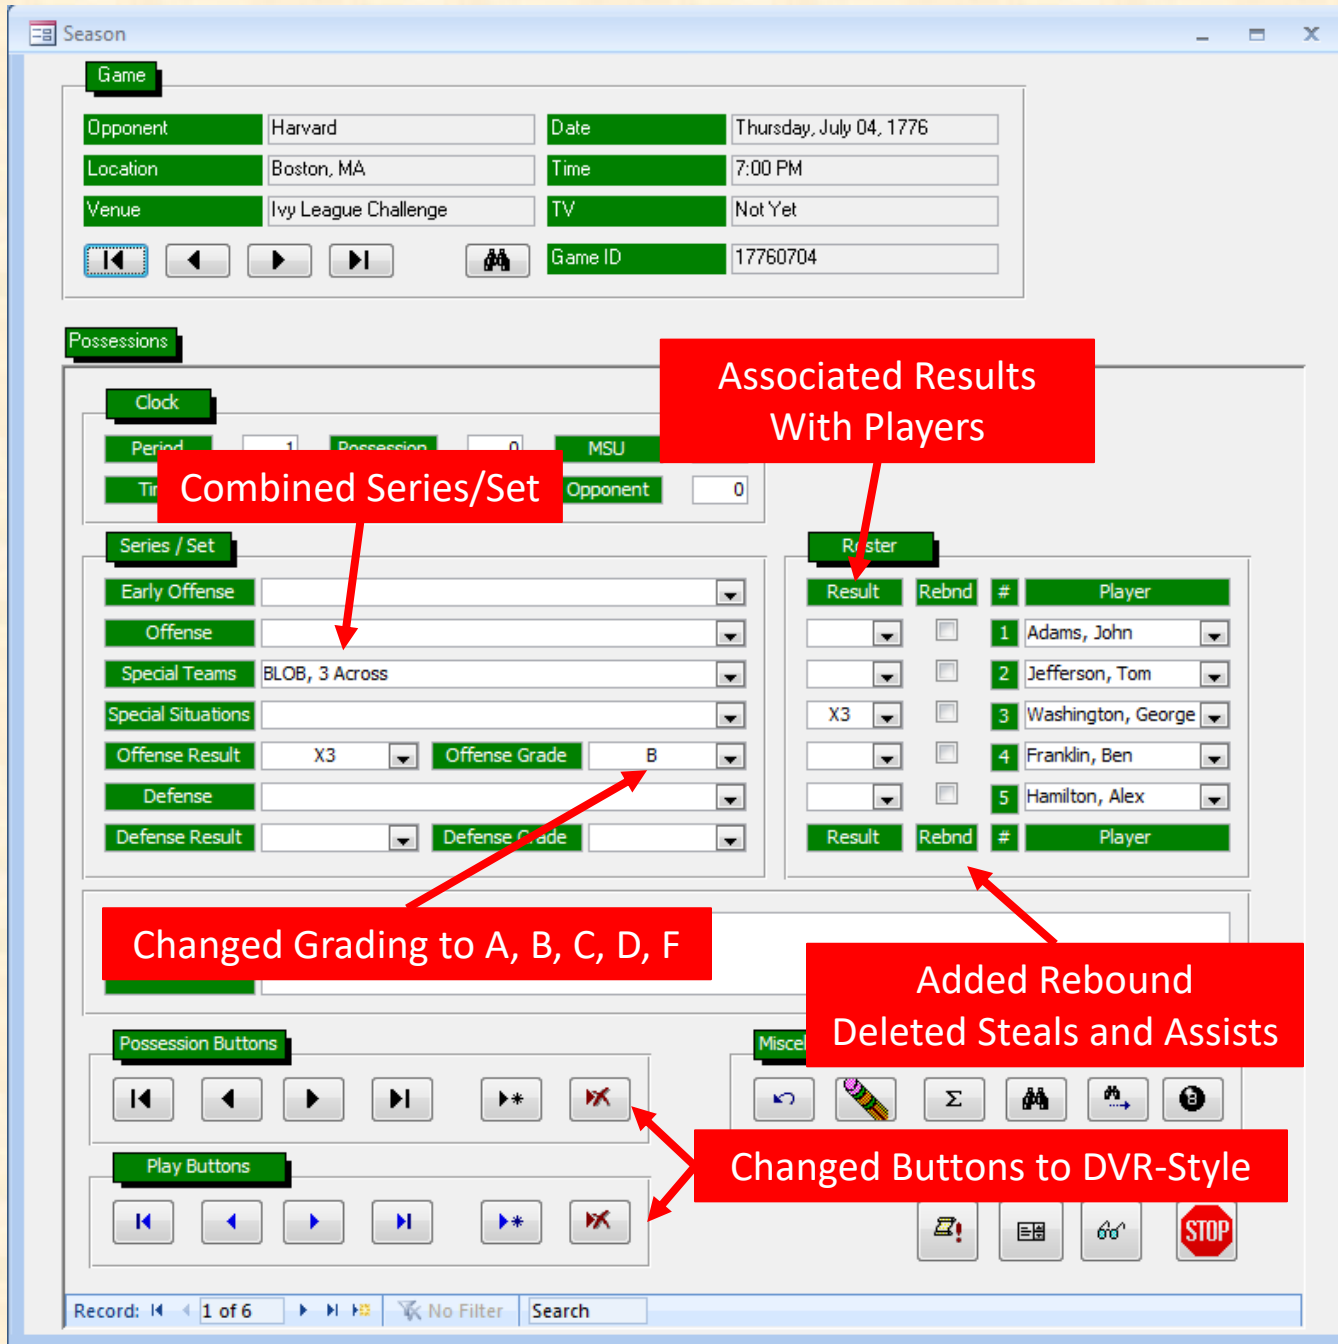 Season
Game
Opponent Harvard Date Thursday, July 04, 1776
Location Boston, MA Time 7:00 PM
Venue Ivy League Challenge TV Not Yet
Game ID 17760704
Possessions
Associated Results
With Players
Clock
Period 1 Possession 0 MSU
Combined Series/Set
Opponent 0
Series / Set
Roster
Early Offense Result Rebnd # Player
Offense 1 Adams, John
Special Teams BLOB, 3 Across 2 Jefferson, Tom
Special Situations X3 3 Washington, George
Offense Result X3 Offense Grade B 4 Franklin, Ben
Defense 5 Hamilton, Alex
Defense Result Defense Grade Result Rebnd # Player
Changed Grading to A, B, C, D, F
Added Rebound
Deleted Steals and Assists
Possession Buttons
Σ
Changed Buttons to DVR-Style
Play Buttons
STOP
Record: 1 of 6 No Filter Search